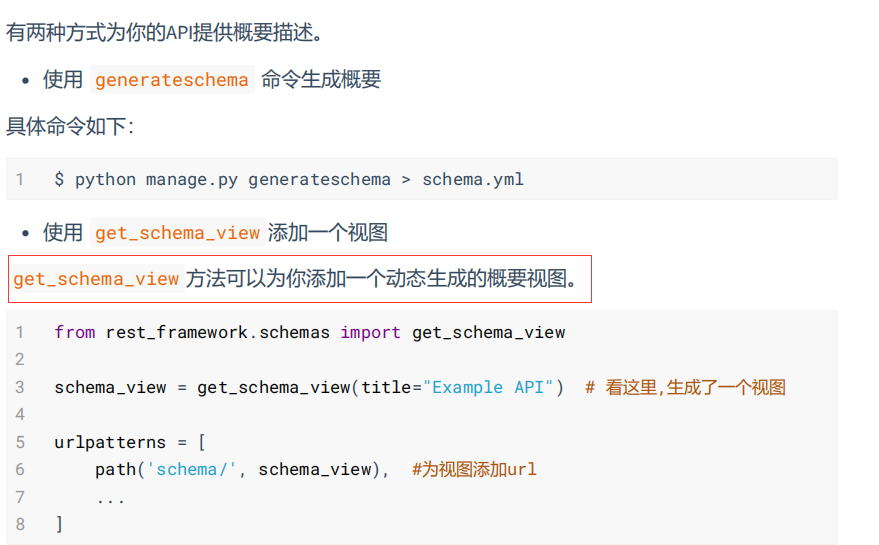 有两种方式为你的API提供概要描述。
• 使用 generateschema 命令生成概要
具体命令如下：
1 $ python manage.py generateschema > schema.yml
• 使用 get_schema_view 添加一个视图
get_schema_view 方法可以为你添加一个动态生成的概要视图。
1 from rest_framework.schemas import get_schema_view
2
3 schema_view = get_schema_view(title="Example API")  # 看这里,生成了一个视图
4
5 urlpatterns = [
6     path('schema/', schema_view),  #为视图添加url
7     ...
8 ]